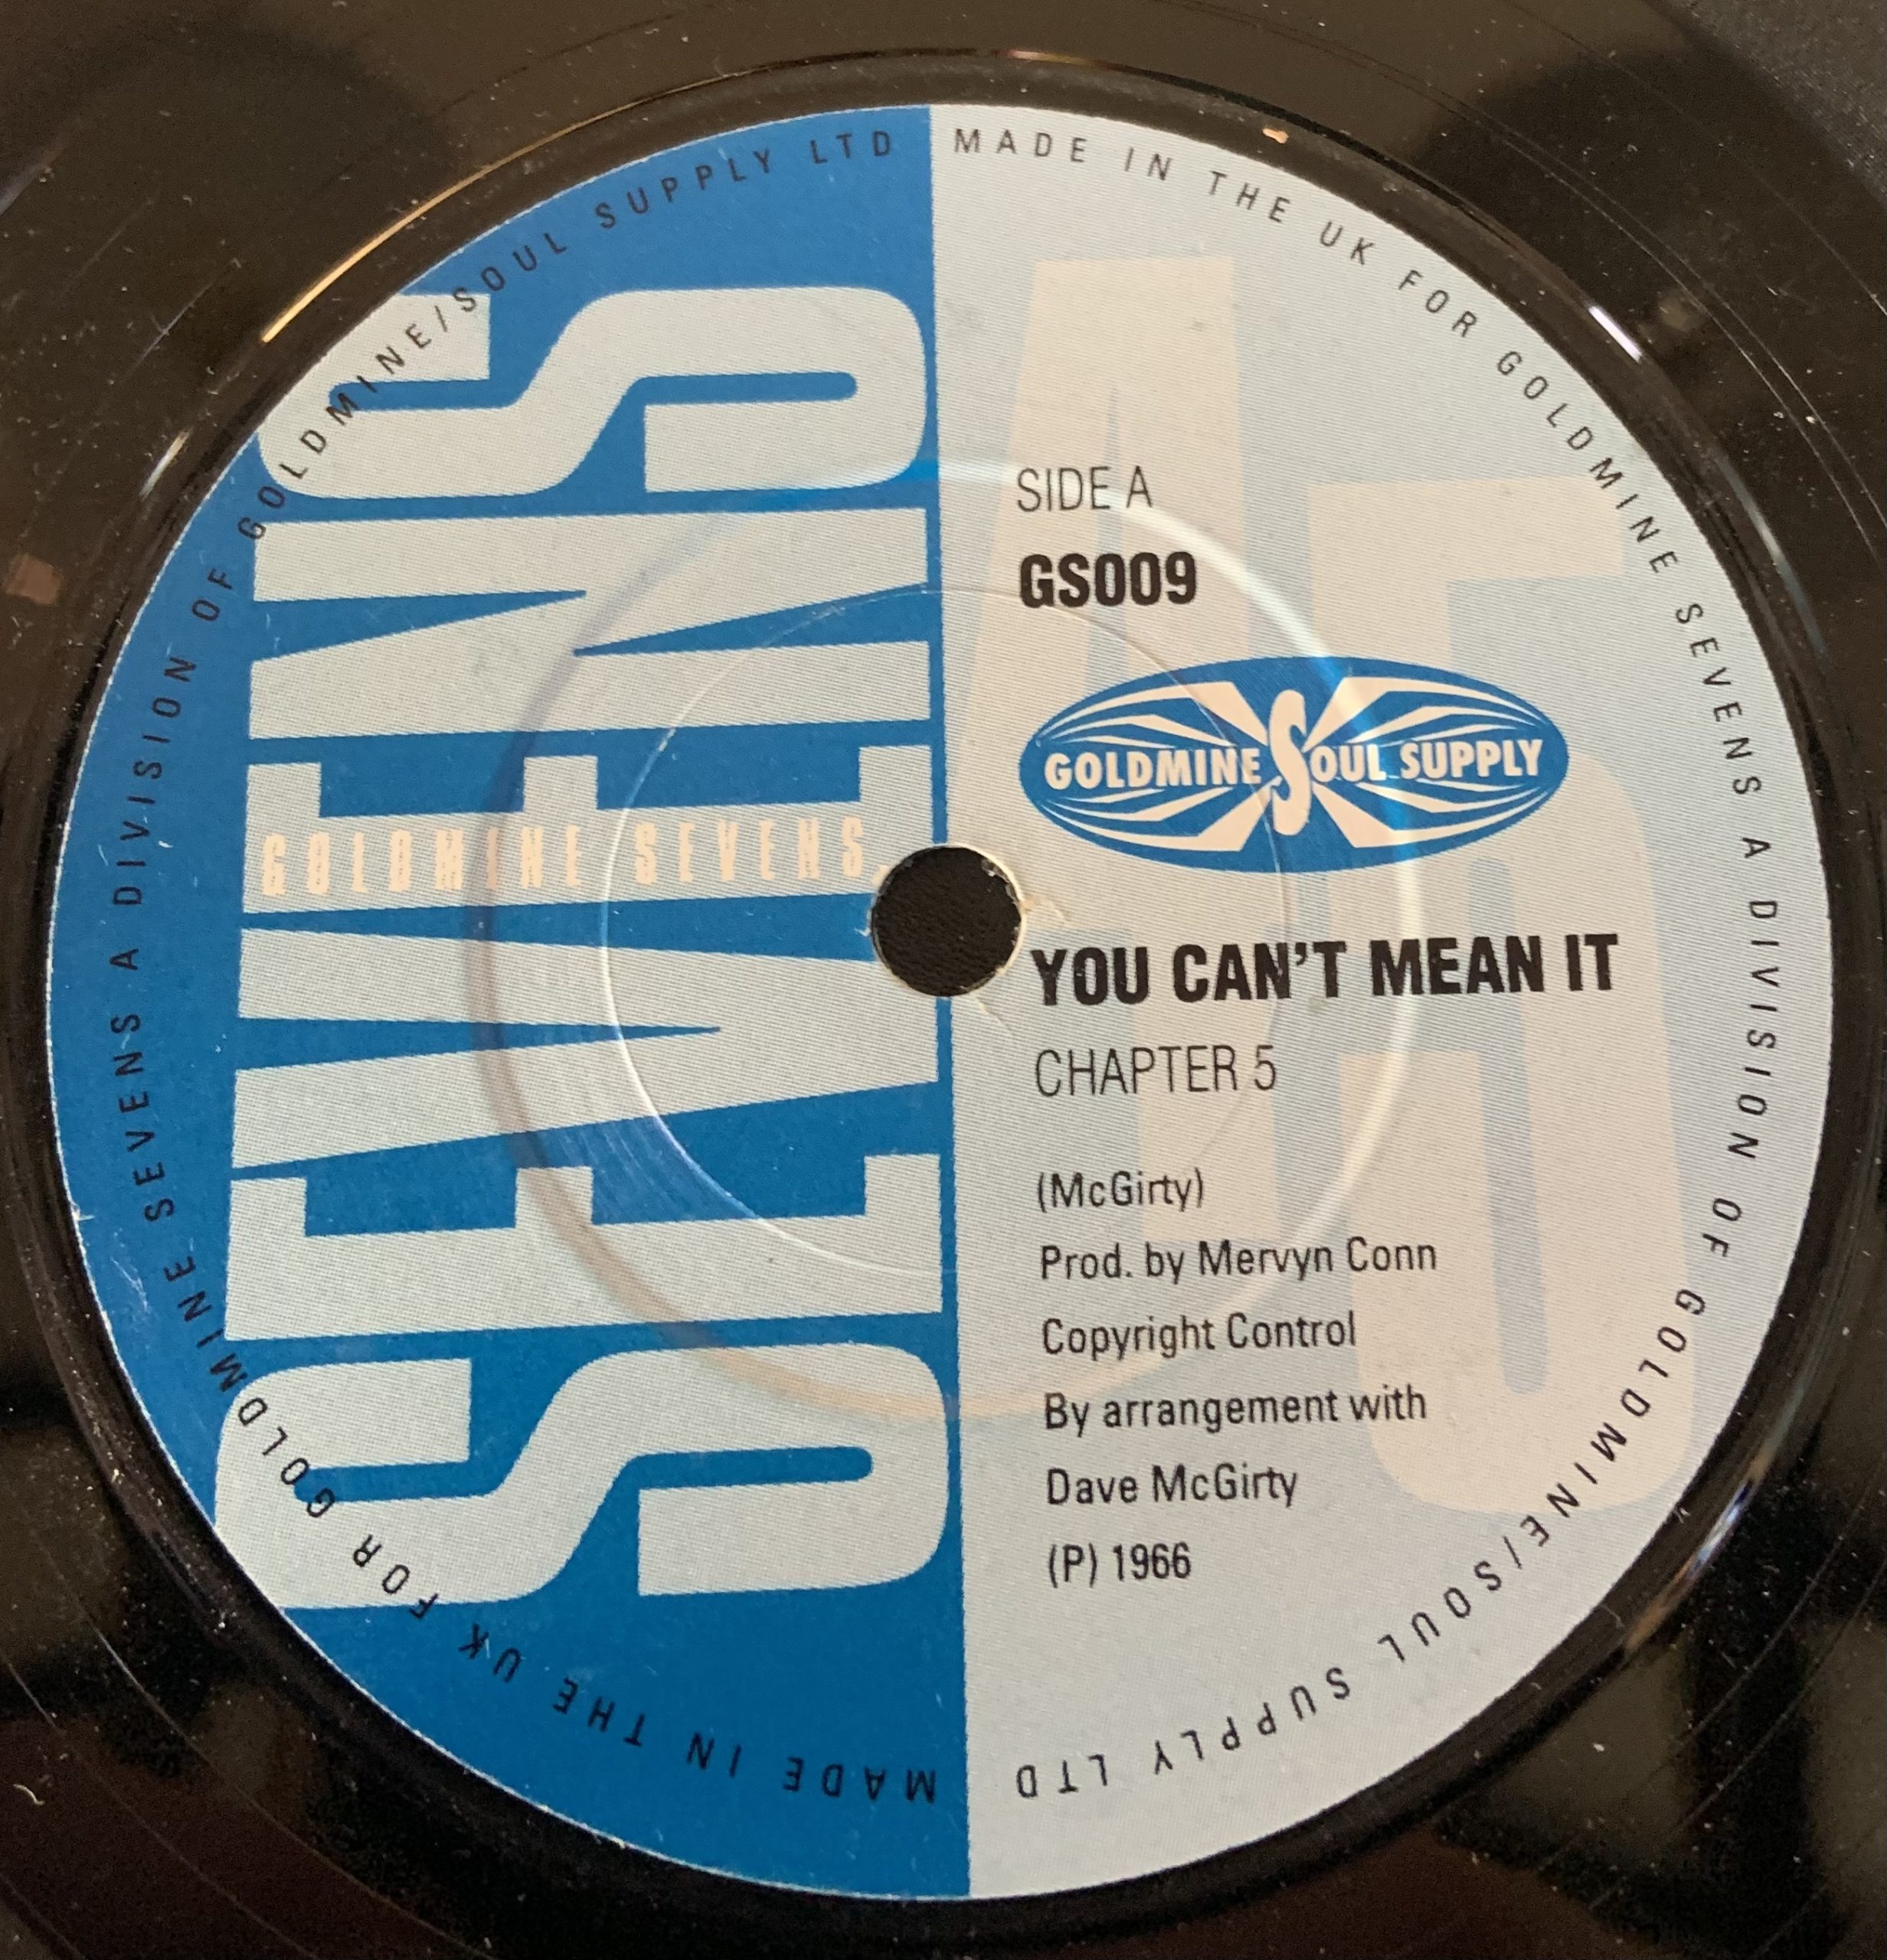 MADE IN THE UK FOR GOLDMINE SEVENS A DIVISION OF GOLDMINE/SOUL SUPPLY LTD
MADE IN THE UK FOR GOLDMINE SEVENS A DIVISION OF GOLDMINE/SOUL SUPPLY LTD
SEVENS
GOLDMINE SEVENS
45
SIDE A
GS009
GOLDMINE SOUL SUPPLY
YOU CAN'T MEAN IT
CHAPTER 5
(McGirty)
Prod. by Mervyn Conn
Copyright Control
By arrangement with
Dave McGirty
(P) 1966